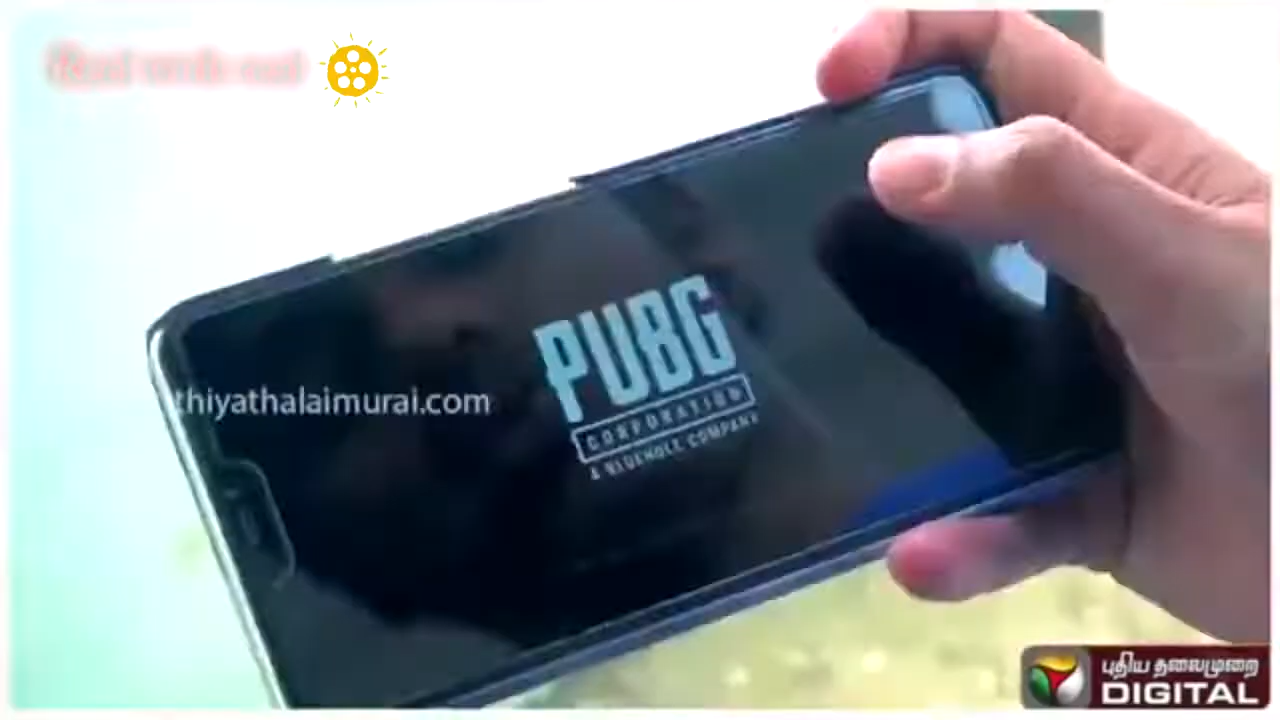 thiyathalaimurai.com
PUBG
CORPORATION
A BLUEHOLE COMPANY
புதிய தலைமுறை
DIGITAL